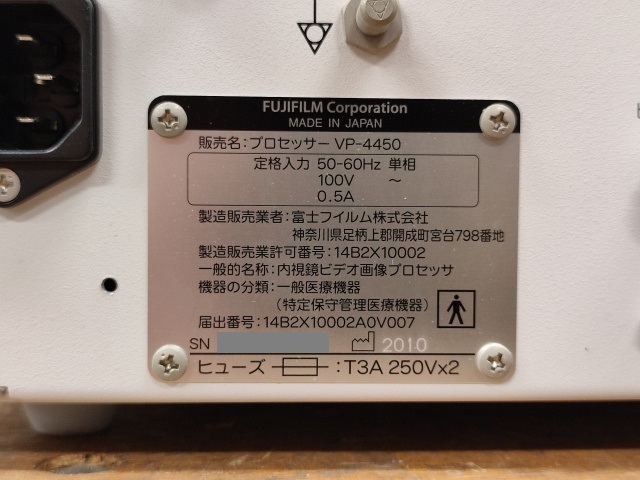 FUJIFILM Corporation
MADE IN JAPAN
販売名：プロセッサー VP-4450
定格入力 50-60Hz 単相
100V ～
0.5A
製造販売業者：富士フイルム株式会社
神奈川県足柄上郡開成町宮台798番地
製造販売業許可番号：14B2X10002
一般的名称：内視鏡ビデオ画像プロセッサ
機器の分類：一般医療機器
（特定保守管理医療機器）
届出番号：14B2X10002A0V007
SN 2010
ヒューズ ：T3A 250Vx2